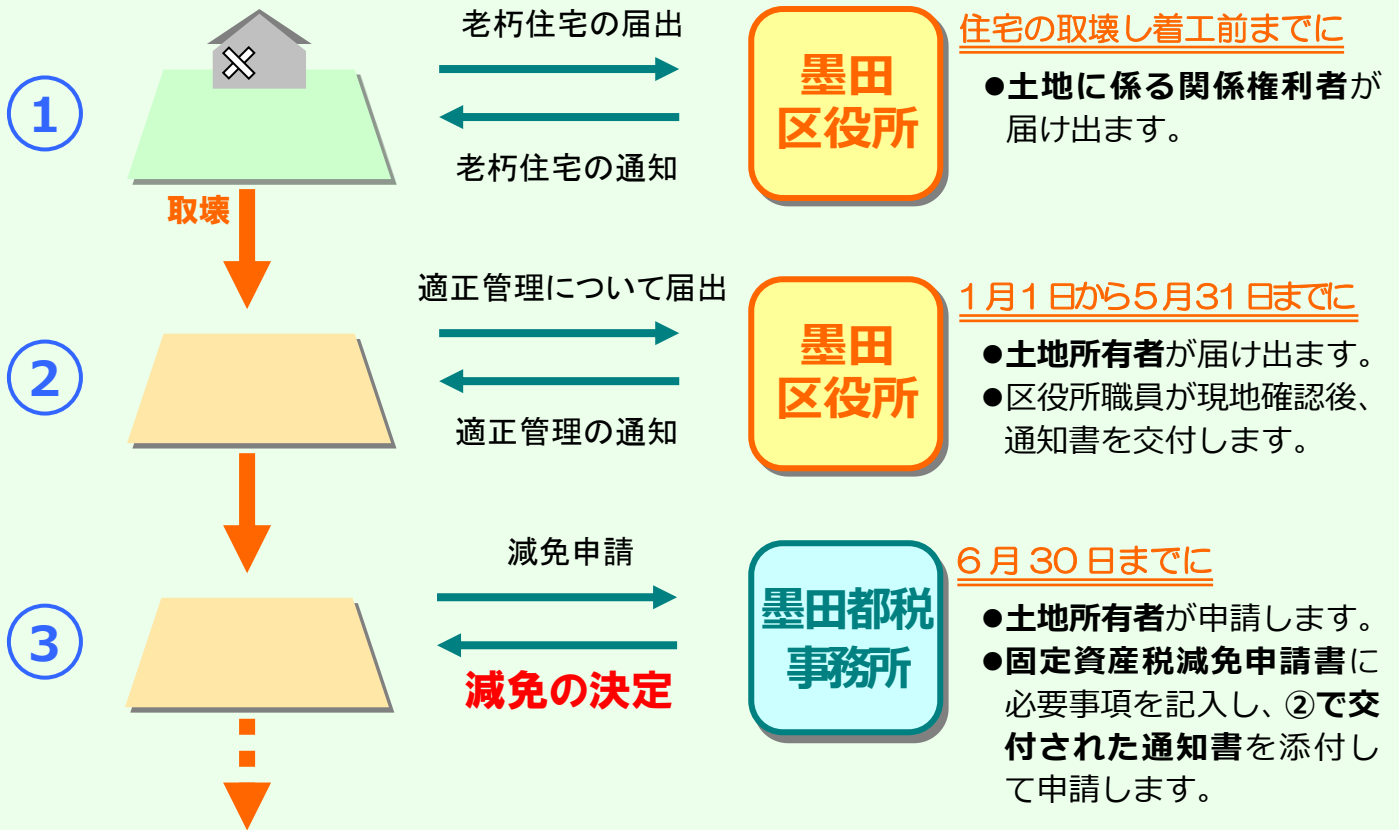 ①
老朽住宅の届出
老朽住宅の通知
墨田
区役所
住宅の取壊し着工前までに
●土地に係る関係権利者が
届け出ます。
取壊
②
適正管理について届出
適正管理の通知
墨田
区役所
1月1日から5月31日までに
●土地所有者が届け出ます。
●区役所職員が現地確認後、
通知書を交付します。
③
減免申請
減免の決定
墨田都税
事務所
6月30日までに
●土地所有者が申請します。
●固定資産税減免申請書に
必要事項を記入し、②で交
付された通知書を添付し
て申請します。